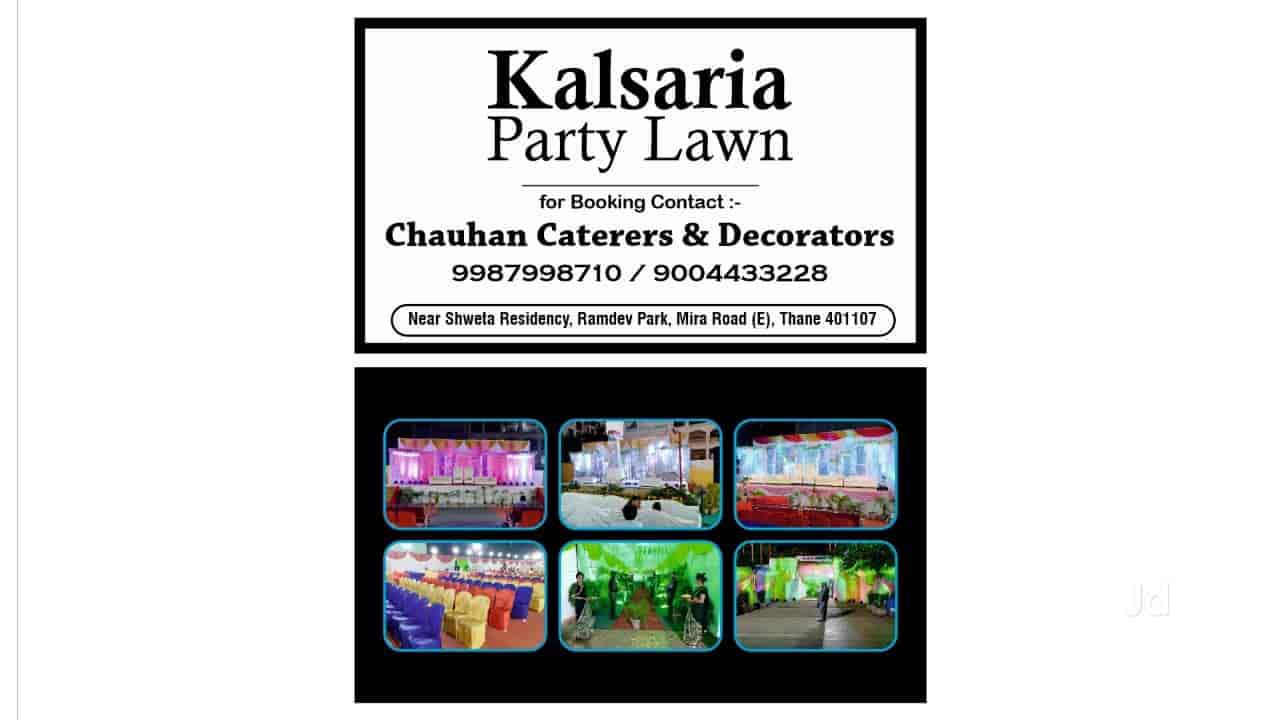 Kalsaria
Party Lawn
for Booking Contact :-
Chauhan Caterers & Decorators
9987998710 / 9004433228
Near Shweta Residency, Ramdev Park, Mira Road (E), Thane 401107
Jd